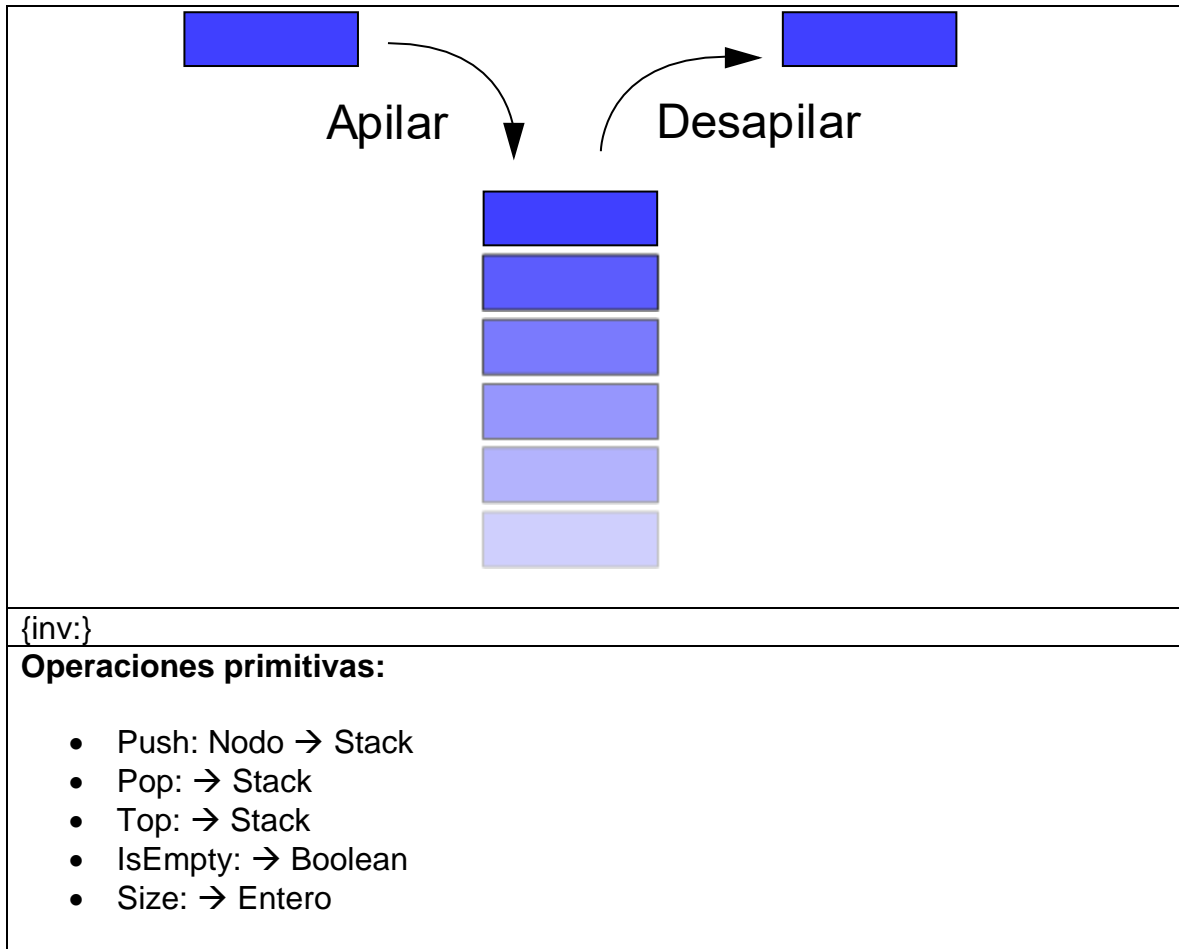 Apilar
Desapilar
{inv:}
Operaciones primitivas:
• Push: Nodo → Stack
• Pop: → Stack
• Top: → Stack
• IsEmpty: → Boolean
• Size: → Entero